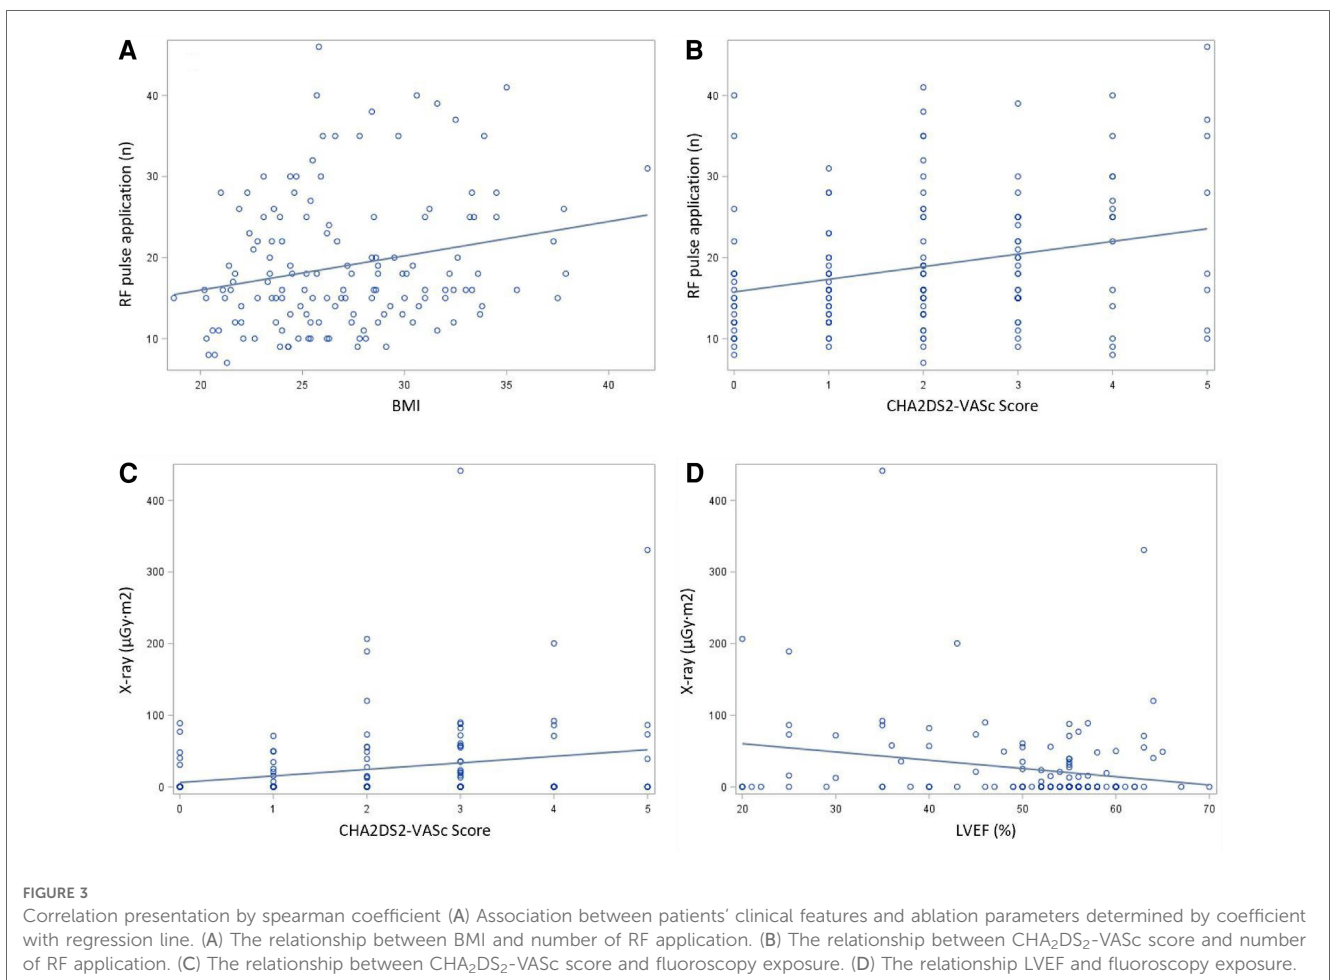 A
40
30
20
10
RF pulse application (n)
20 25 30 35 40
BMI
B
40
30
20
10
RF pulse application (n)
0 1 2 3 4 5
CHA2DS2-VASc Score
C
400
300
200
100
0
X-ray (μGy·m2)
0 1 2 3 4 5
CHA2DS2-VASc Score
D
400
300
200
100
0
X-ray (μGy·m2)
20 30 40 50 60 70
LVEF (%)
FIGURE 3
Correlation presentation by spearman coefficient (A) Association between patients' clinical features and ablation parameters determined by coefficient
with regression line. (A) The relationship between BMI and number of RF application. (B) The relationship between CHA₂DS₂-VASc score and number
of RF application. (C) The relationship between CHA₂DS₂-VASc score and fluoroscopy exposure. (D) The relationship LVEF and fluoroscopy exposure.